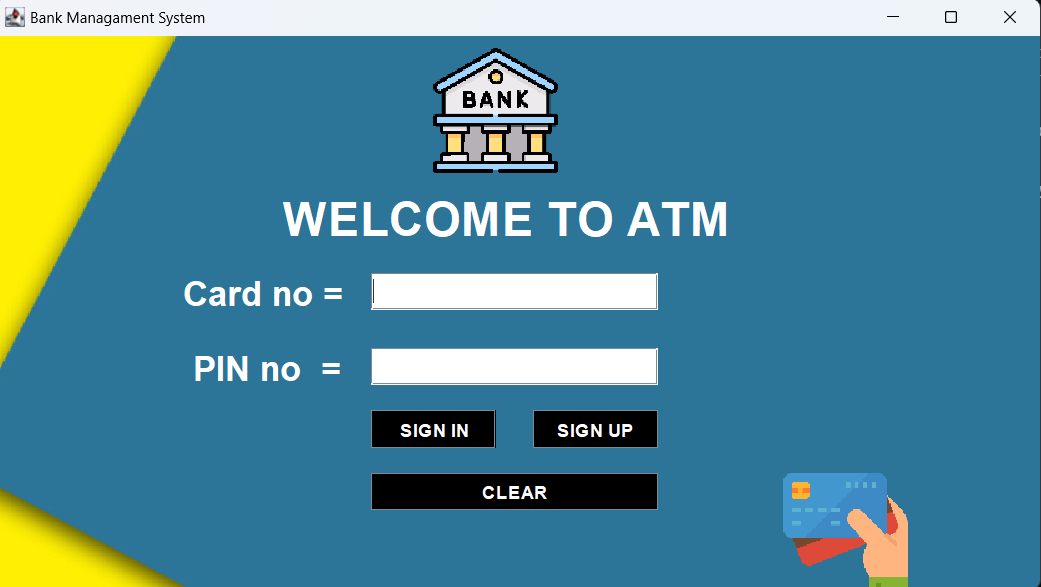 Bank Managament System
BANK
WELCOME TO ATM
Card no =
PIN no =
SIGN IN
SIGN UP
CLEAR